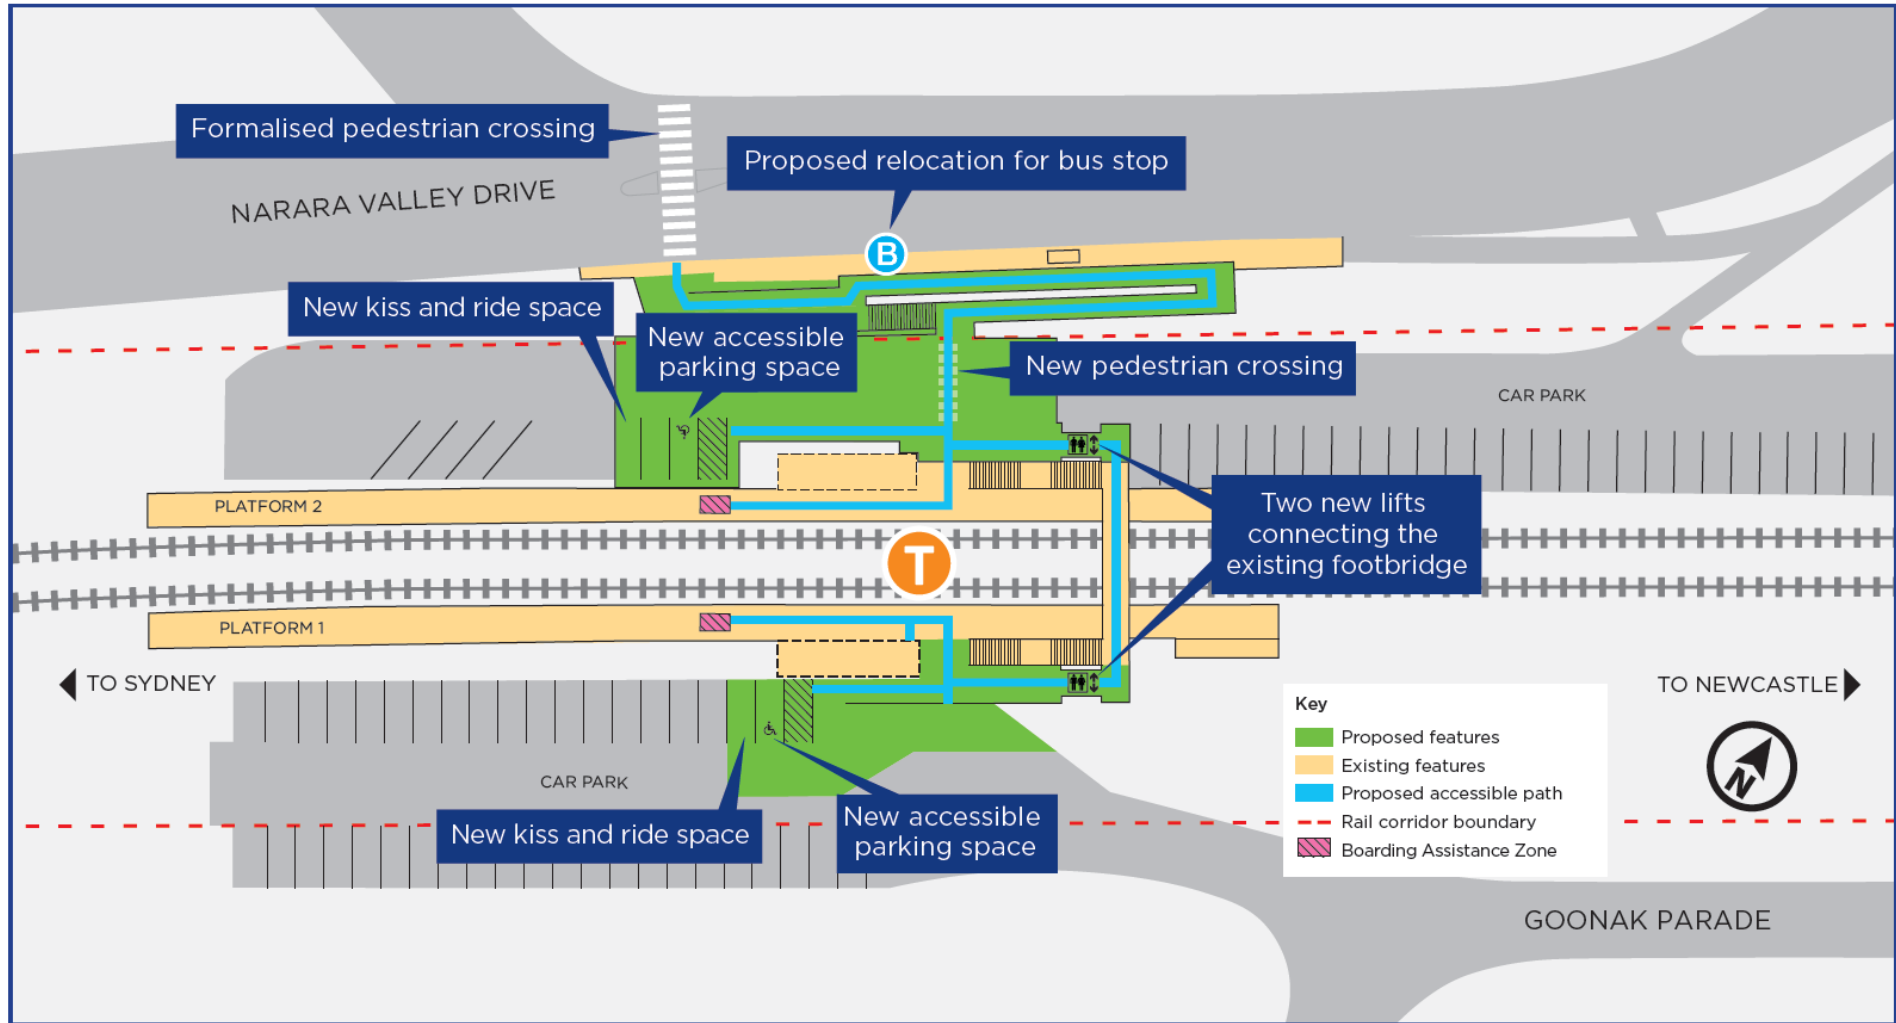 Formalised pedestrian crossing
Proposed relocation for bus stop
NARARA VALLEY DRIVE
B
New kiss and ride space
New accessible
parking space
New pedestrian crossing
CAR PARK
PLATFORM 2
Two new lifts
connecting the
existing footbridge
T
PLATFORM 1
TO SYDNEY
TO NEWCASTLE
Key
Proposed features
Existing features
Proposed accessible path
Rail corridor boundary
Boarding Assistance Zone
N
CAR PARK
New kiss and ride space
New accessible
parking space
GOONAK PARADE